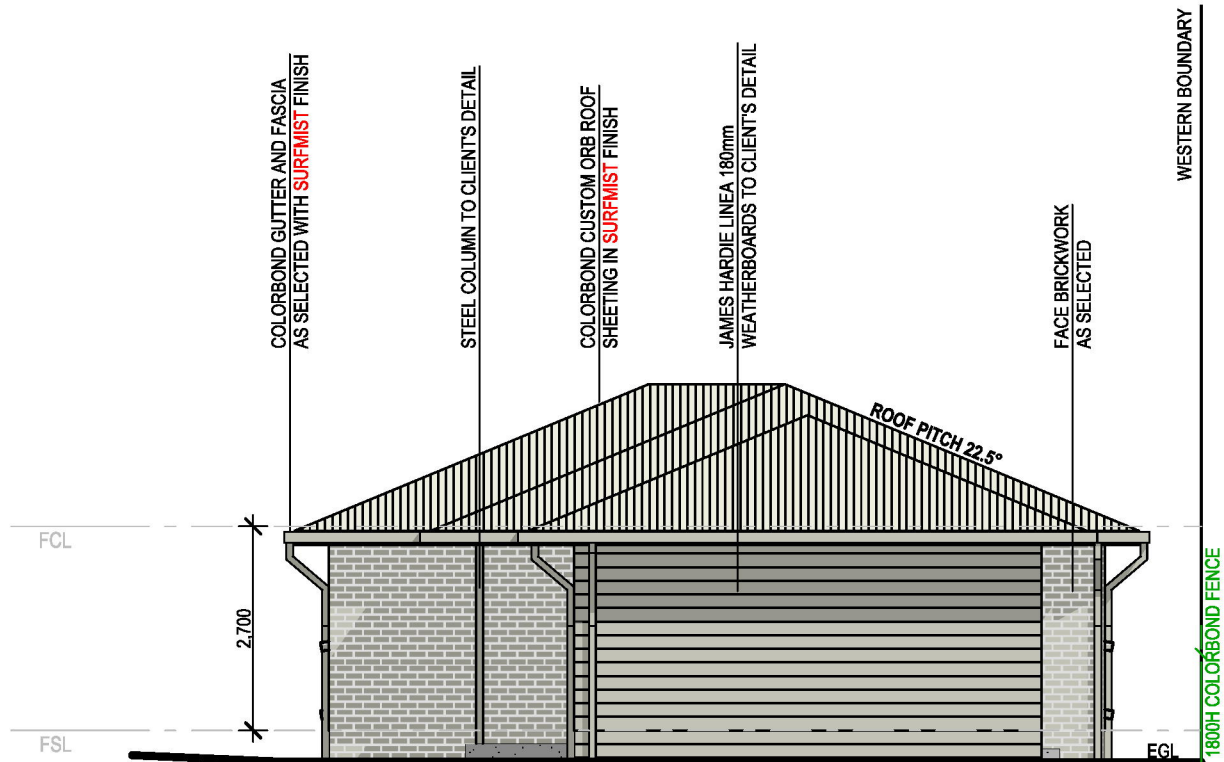 COLORBOND GUTTER AND FASCIA
AS SELECTED WITH SURFMIST FINISH
STEEL COLUMN TO CLIENT'S DETAIL
COLORBOND CUSTOM ORB ROOF
SHEETING IN SURFMIST FINISH
JAMES HARDIE LINEA 180mm
WEATHERBOARDS TO CLIENT'S DETAIL
FACE BRICKWORK
AS SELECTED
WESTERN BOUNDARY
ROOF PITCH 22.5°
FCL
2,700
FSL
EGL
1800H COLORBOND FENCE